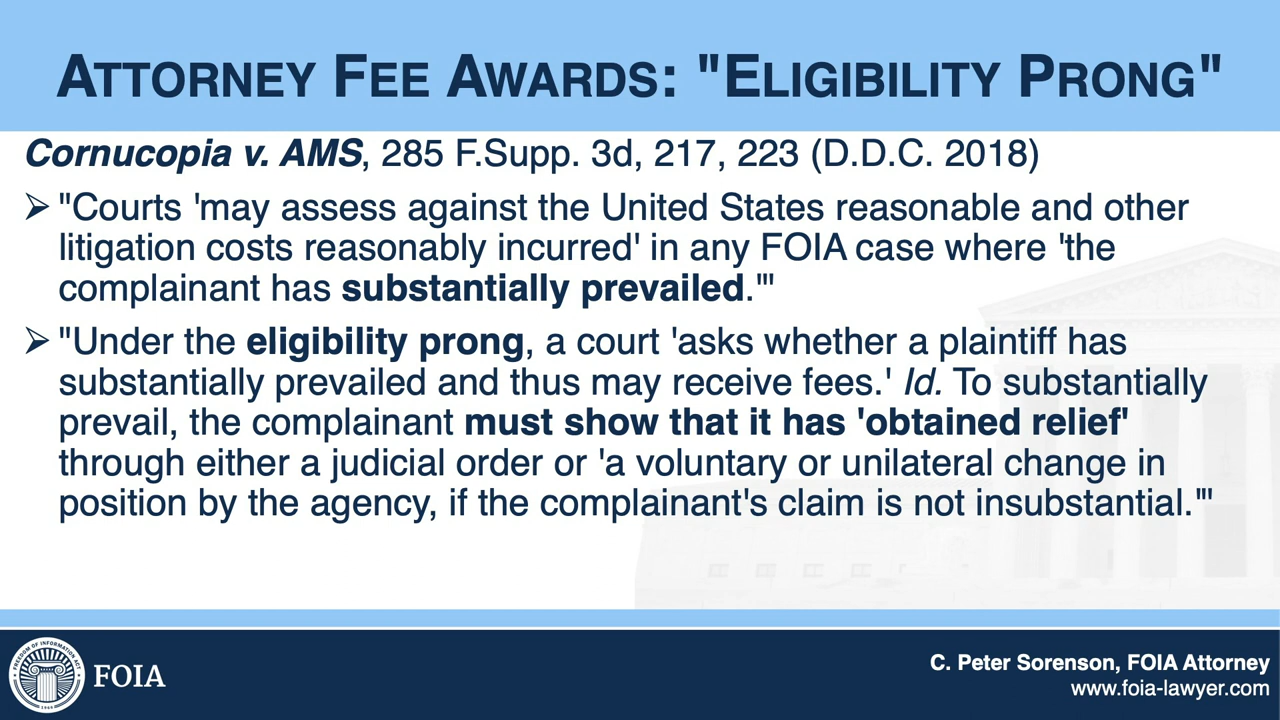 ATTORNEY FEE AWARDS: "ELIGIBILITY PRONG"
Cornucopia v. AMS, 285 F.Supp. 3d, 217, 223 (D.D.C. 2018)
➢ "Courts 'may assess against the United States reasonable and other
litigation costs reasonably incurred' in any FOIA case where 'the
complainant has substantially prevailed.'"
➢ "Under the eligibility prong, a court 'asks whether a plaintiff has
substantially prevailed and thus may receive fees.' Id. To substantially
prevail, the complainant must show that it has 'obtained relief'
through either a judicial order or 'a voluntary or unilateral change in
position by the agency, if the complainant's claim is not insubstantial.'"
FREEDOM OF INFORMATION ACT
1966
FOIA
C. Peter Sorenson, FOIA Attorney
www.foia-lawyer.com